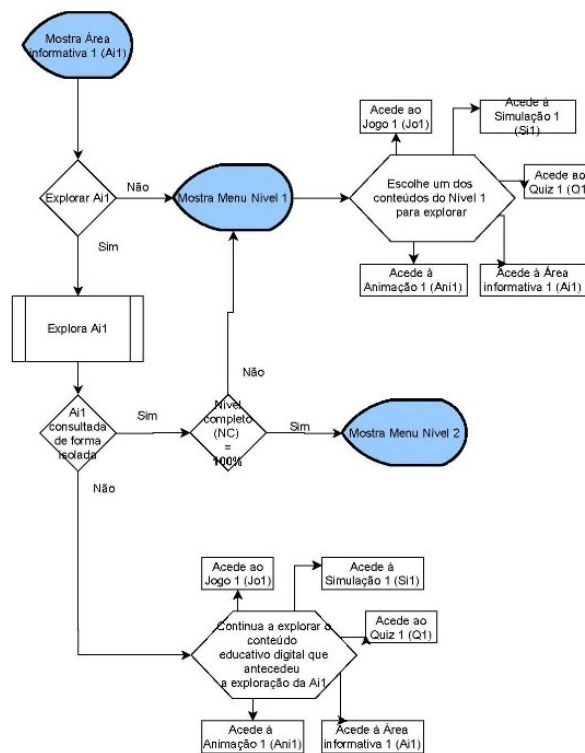 Mostra Área
informativa 1 (Ai1)
Acede ao
Jogo 1 (Jo1)
Acede à
Simulação 1
(Si1)
Explorar Ai1
Não
Mostra Menu Nível 1
Escolhe um dos
conteúdos do Nível 1
para explorar
Acede ao
Quiz 1 (Q1)
Sim
Acede à
Animação 1 (Ani1)
Acede à Área
informativa 1 (Ai1)
Explora Ai1
Não
Ai1
consultada
de forma
isolada
Sim
Nível
completo
(NC)
=
100%
Sim
Mostra Menu Nível 2
Não
Acede ao
Jogo 1 (Jo1)
Acede à
Simulação 1 (Si1)
Continua a explorar o
conteúdo
educativo digital que
antecedeu
a exploração da Ai1
Acede ao
Quiz 1 (Q1)
Acede à
Animação 1 (Ani1)
Acede à Área
informativa 1 (Ai1)